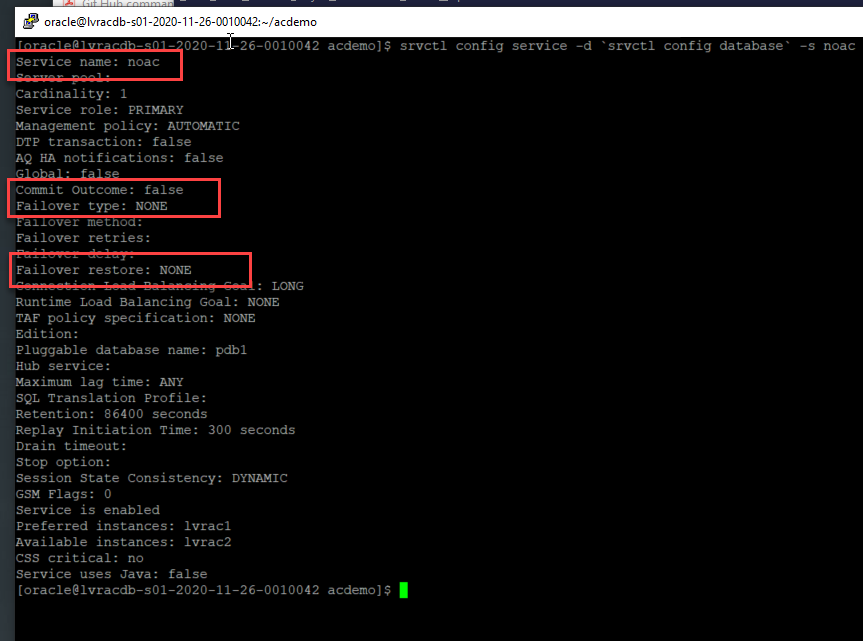 Git Hub comman
oracle@lvracdb-s01-2020-11-26-0010042:~/acdemo
[oracle@lvracdb-s01-2020-11-26-0010042 acdemo]$ srvctl config service -d `srvctl config database` -s noac
Service name: noac
Server pool:
Cardinality: 1
Service role: PRIMARY
Management policy: AUTOMATIC
DTP transaction: false
AQ HA notifications: false
Global: false
Commit Outcome: false
Failover type: NONE
Failover method:
Failover retries:
Failover delay:
Failover restore: NONE
Connection Load Balancing Goal: LONG
Runtime Load Balancing Goal: NONE
TAF policy specification: NONE
Edition:
Pluggable database name: pdb1
Hub service:
Maximum lag time: ANY
SQL Translation Profile:
Retention: 86400 seconds
Replay Initiation Time: 300 seconds
Drain timeout:
Stop option:
Session State Consistency: DYNAMIC
GSM Flags: 0
Service is enabled
Preferred instances: lvrac1
Available instances: lvrac2
CSS critical: no
Service uses Java: false
[oracle@lvracdb-s01-2020-11-26-0010042 acdemo]$